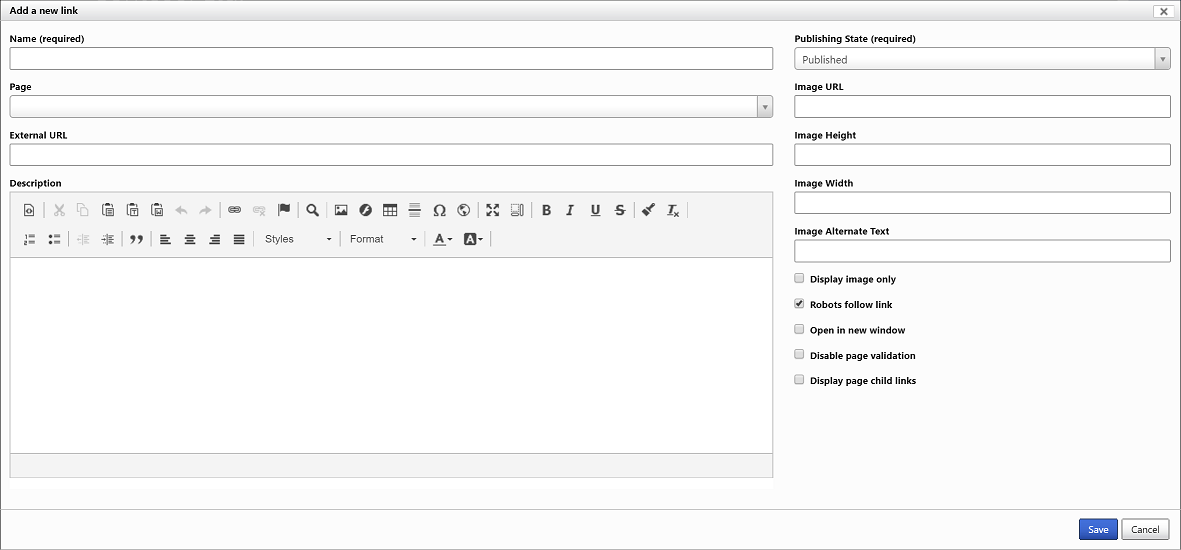 Add a new link
Name (required)
Page
External URL
Description
Styles
Format
Publishing State (required)
Published
Image URL
Image Height
Image Width
Image Alternate Text
Display image only
Robots follow link
Open in new window
Disable page validation
Display page child links
Save
Cancel